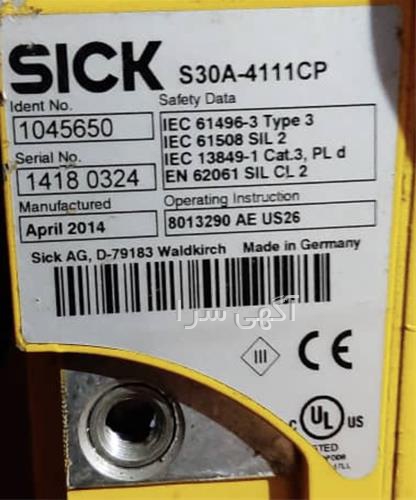 SICK S30A-4111CP
Ident No.
1045650
Serial No.
1418 0324
Manufactured
April 2014
Safety Data
IEC 61496-3 Type 3
IEC 61508 SIL 2
IEC 13849-1 Cat.3, PL d
EN 62061 SIL CL 2
Operating Instruction
8013290 AE US26
Sick AG, D-79183 Waldkirch Made in Germany
آگهی سرا
III
CE
C UL US